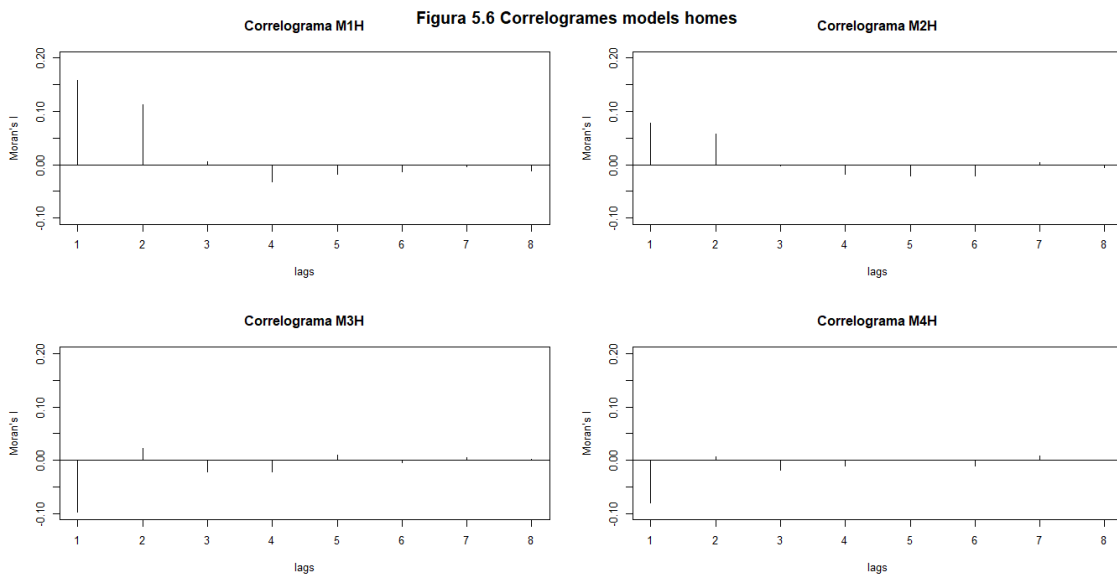 Figura 5.6 Correlogrames models homes
Correlograma M1H
Moran's I
0.20
0.10
0.00
-0.10
1 2 3 4 5 6 7 8
lags
Correlograma M2H
Moran's I
0.20
0.10
0.00
-0.10
1 2 3 4 5 6 7 8
lags
Correlograma M3H
Moran's I
0.20
0.10
0.00
-0.10
1 2 3 4 5 6 7 8
lags
Correlograma M4H
Moran's I
0.20
0.10
0.00
-0.10
1 2 3 4 5 6 7 8
lags